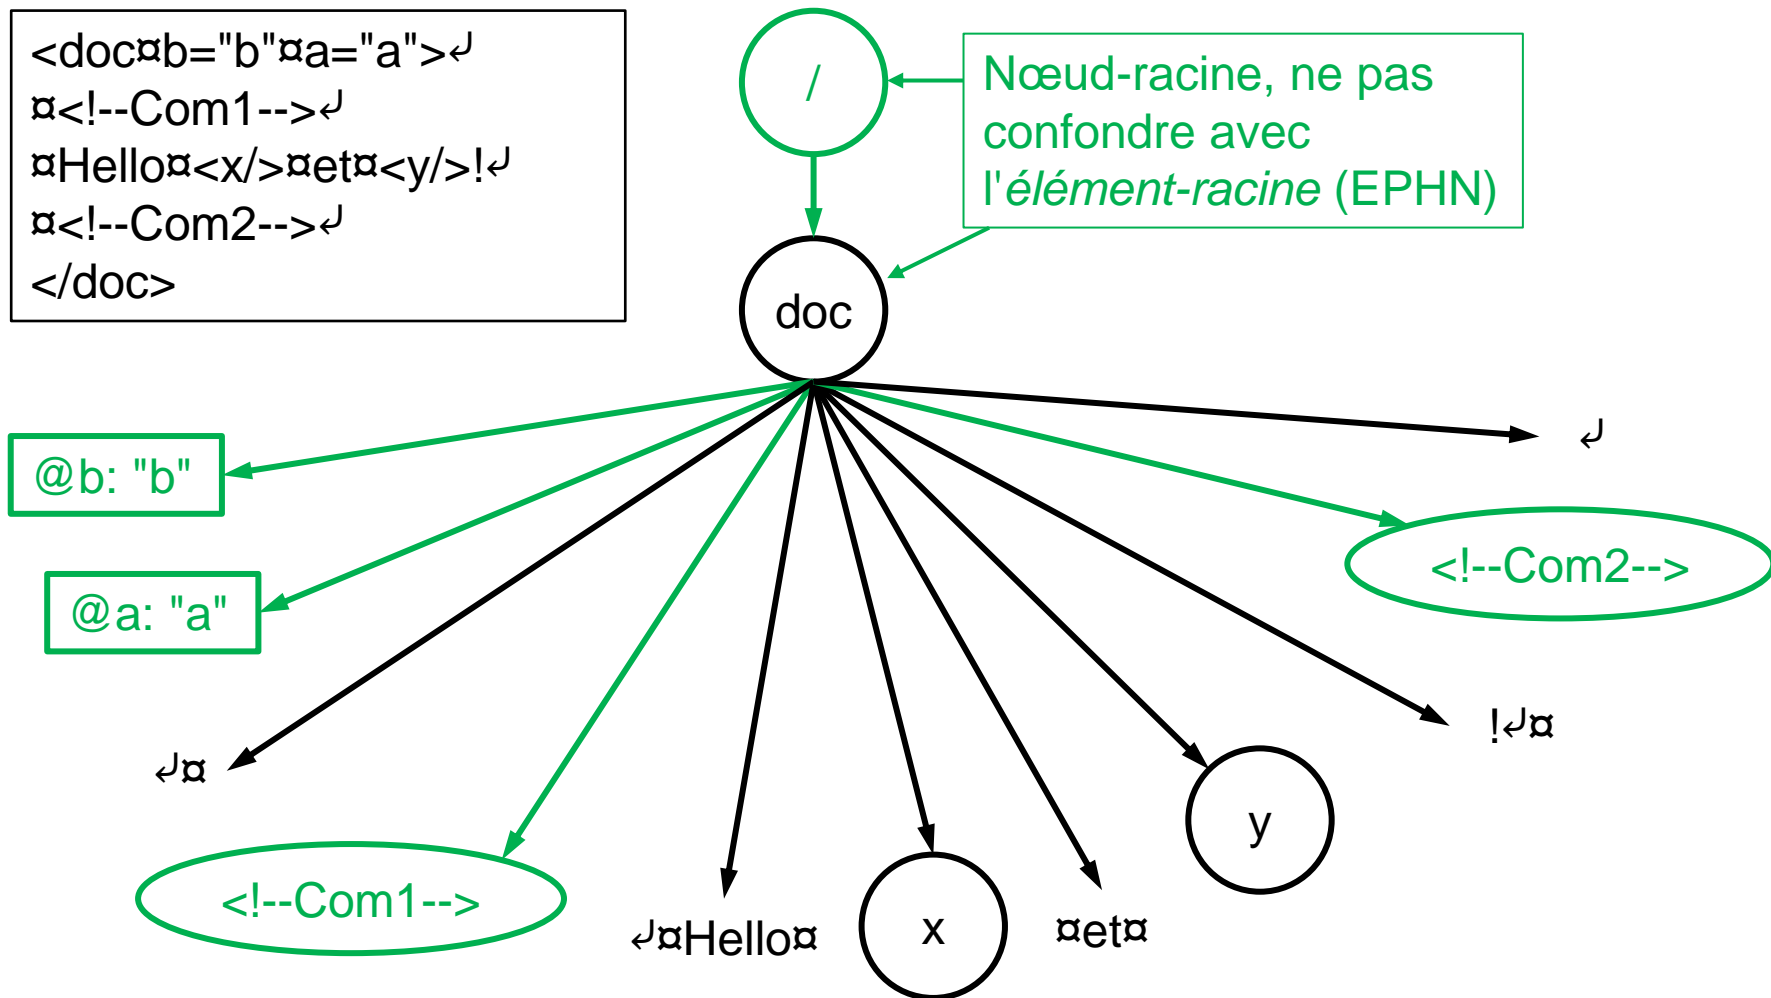 <doc¤b="b"¤a="a">↲
¤<!--Com1-->↲
¤Hello¤<x/>¤et¤<y/>!↲
¤<!--Com2-->↲
</doc>
/
Nœud-racine, ne pas
confondre avec
l'élément-racine (EPHN)
doc
@b: "b"
@a: "a"
↲¤
<!--Com1-->
↲¤Hello¤
x
¤et¤
y
!↲¤
<!--Com2-->
↲